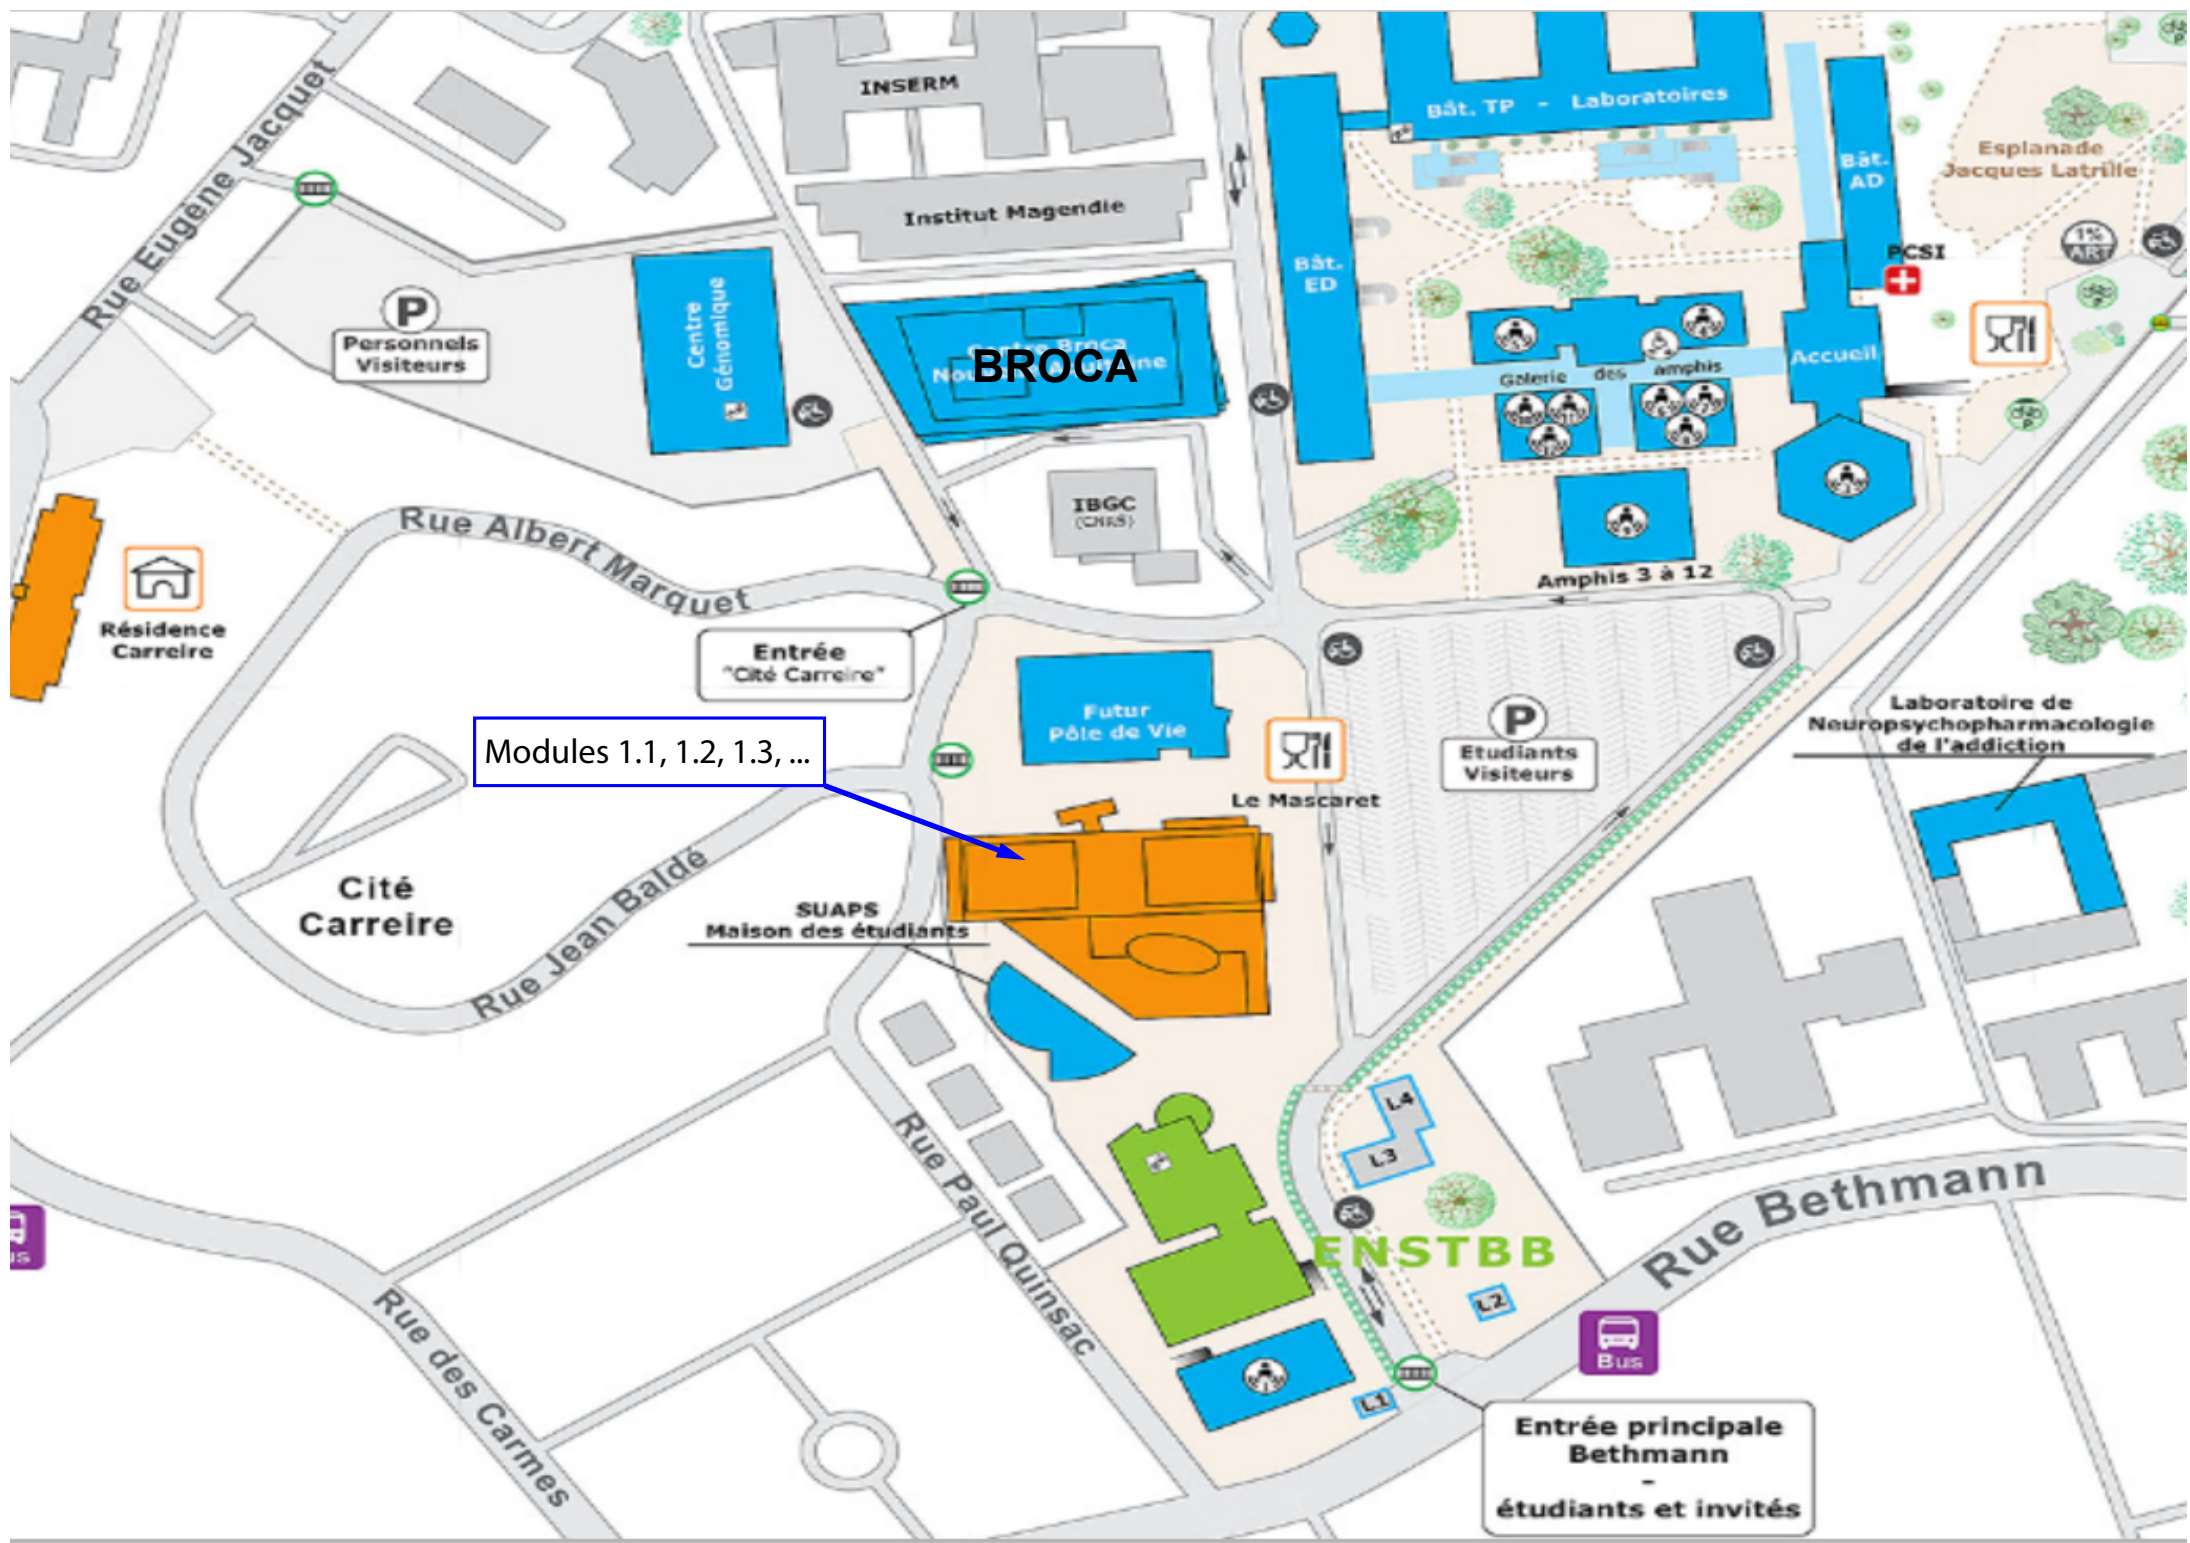 INSERM
Bât. TP - Laboratoires
Rue Eugène Jacquet
Bât.
AD
Esplanade
Jacques Latrille
Institut Magendie
1%
ART
PCSI
Bât.
ED
P
Personnels
Visiteurs
Centre
Génomique
BROCA
Galerie des amphis
Accueil
P
IBGC
(CNRS)
Rue Albert Marquet
Amphis 3 à 12
Résidence
Carreire
Entrée
"Cité Carreire"
Futur
Pôle de Vie
P
Etudiants
Visiteurs
Laboratoire de
Neuropsychopharmacologie
de l'addiction
Modules 1.1, 1.2, 1.3, ...
Le Mascaret
Cité
Carreire
Rue Jean Baldé
SUAPS
Maison des étudiants
L4
L3
Rue Paul Quinsac
Rue Bethmann
ENSTBB
L2
Bus
Rue des Carmes
1
L1
Entrée principale
Bethmann
-
étudiants et invités